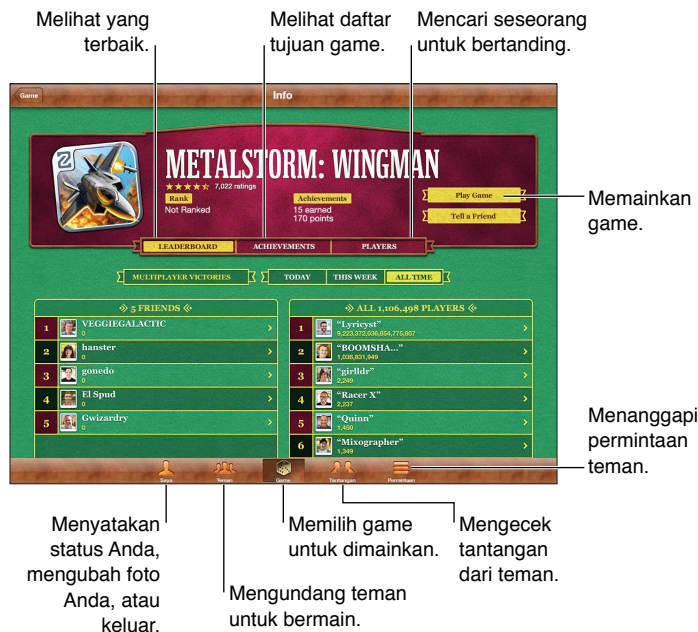 Melihat yang
terbaik.
Melihat daftar
tujuan game.
Mencari seseorang
untuk bertanding.
Game
Info
METALSTORM: WINGMAN
7,022 ratings
Rank
Not Ranked
Achievements
15 earned
170 points
Play Game
Tell a Friend
Memainkan
game.
LEADERBOARD
ACHIEVEMENTS
PLAYERS
MULTIPLAYER VICTORIES
TODAY
THIS WEEK
ALL TIME
5 FRIENDS
1 VEGGIEGALACTIC
0
2 hanster
0
3 gonedo
0
4 El Spud
0
5 Gwizardry
0
ALL 1,106,498 PLAYERS
1 “Lyricyst”
9,223,372,036,854,775,807
2 “BOOMSHA...”
1,036,831,949
3 “girlldr”
2,249
4 “Racer X”
2,237
5 “Quinn”
1,450
6 “Mixographer”
1,349
Menanggapi
permintaan
teman.
Saya
Teman
Game
Tantangan
Permintaan
Menyatakan
status Anda,
mengubah foto
Anda, atau
keluar.
Mengundang teman
untuk bermain.
Memilih game
untuk dimainkan.
Mengecek
tantangan
dari teman.